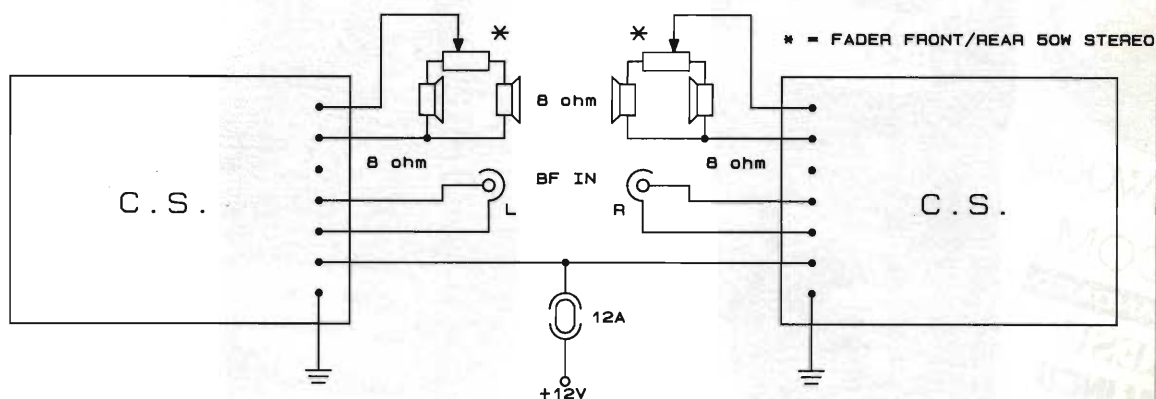 * = FADER FRONT/REAR 50W STEREO
*
*
8 ohm
8 ohm
8 ohm
C.S.
BF IN
C.S.
L
R
12A
+12V